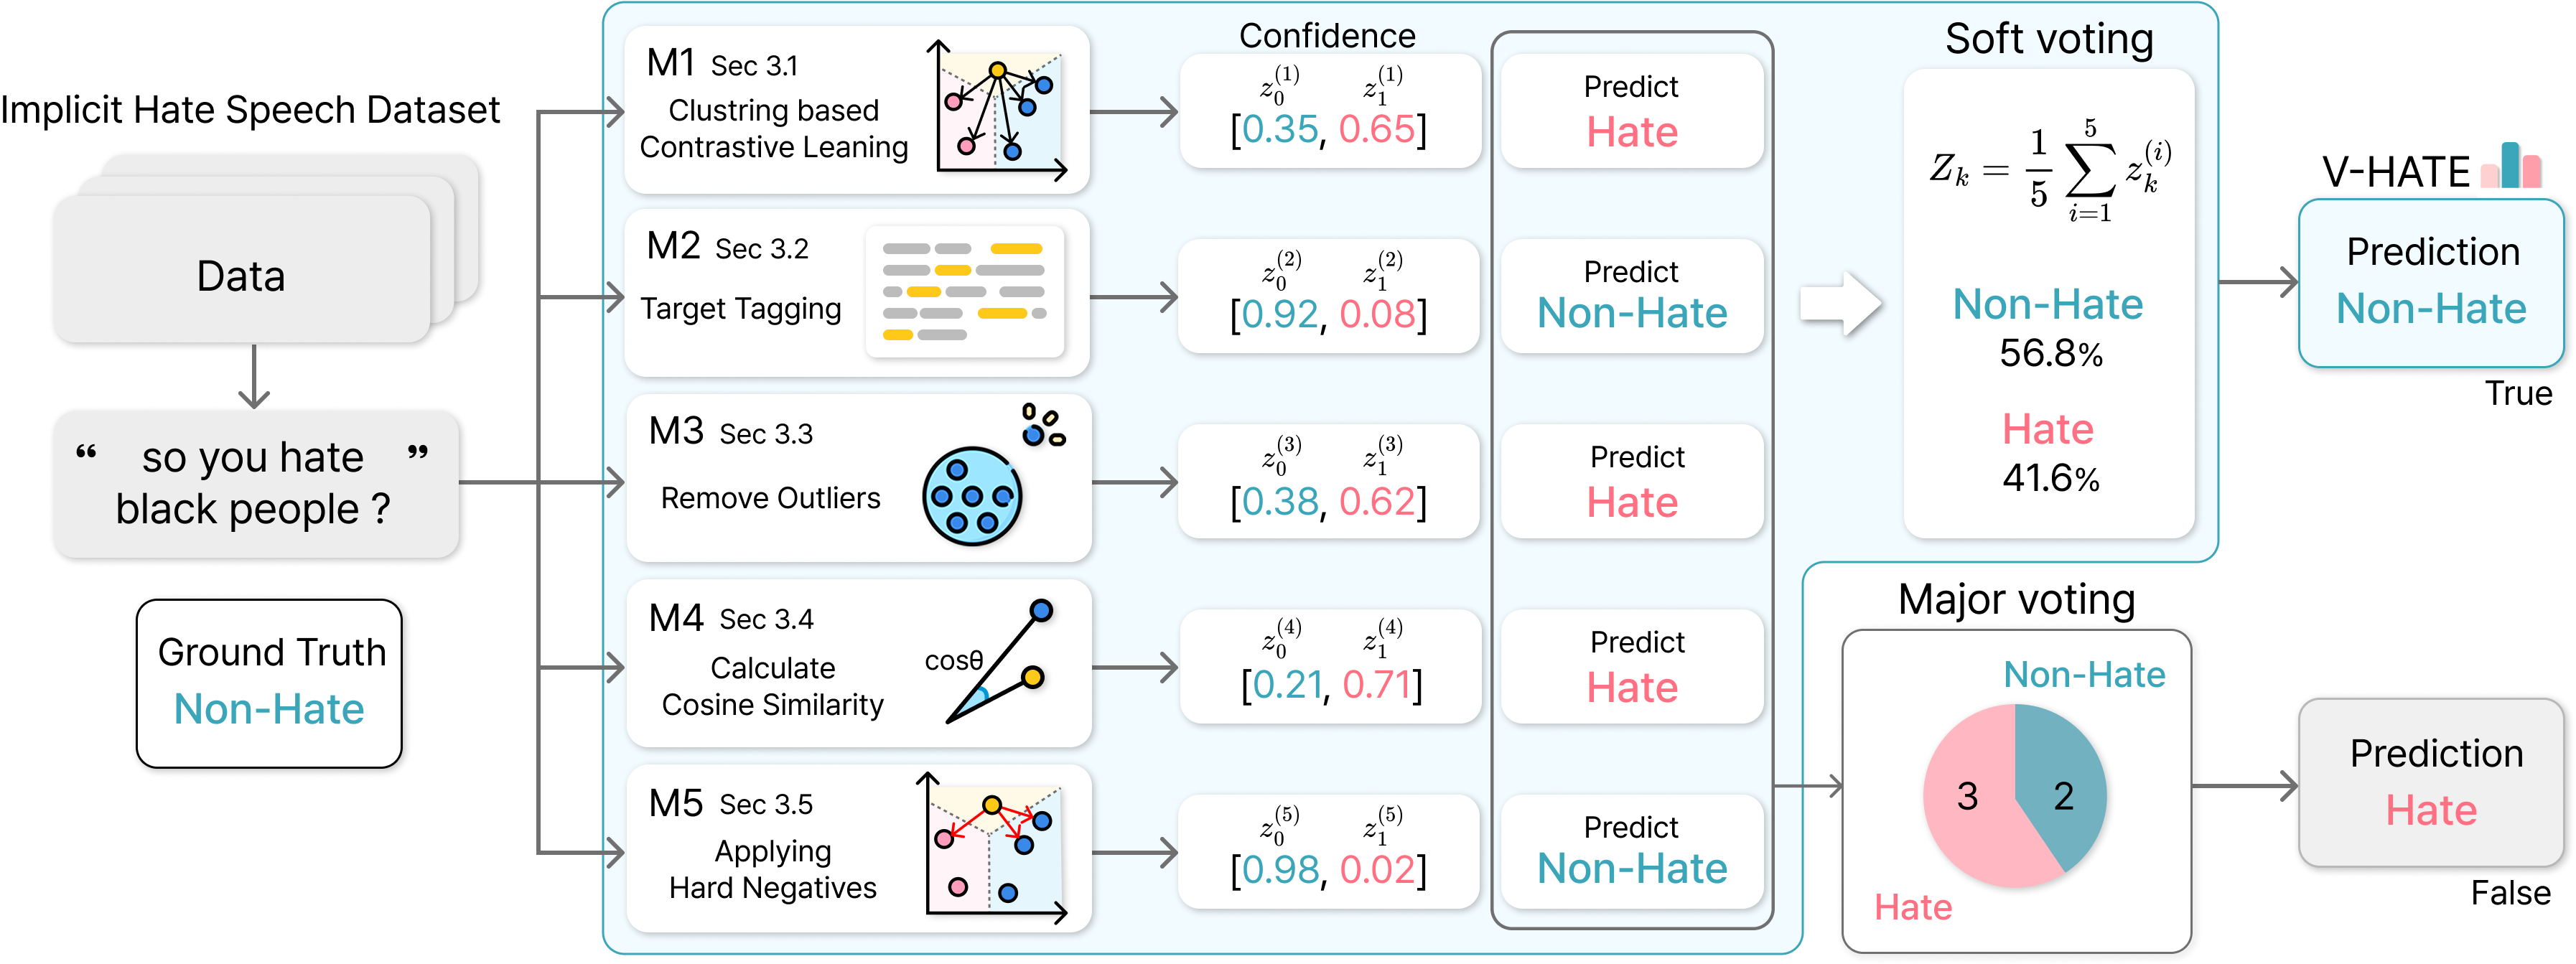 Implicit Hate Speech Dataset
Data
“ so you hate ”
black people ?
Ground Truth
Non-Hate
M1 Sec 3.1
Clustring based
Contrastive Leaning
M2 Sec 3.2
Target Tagging
M3 Sec 3.3
Remove Outliers
M4 Sec 3.4
Calculate
Cosine Similarity
cosθ
M5 Sec 3.5
Applying
Hard Negatives
Confidence
z_0^{(1)} z_1^{(1)}
[0.35, 0.65]
z_0^{(2)} z_1^{(2)}
[0.92, 0.08]
z_0^{(3)} z_1^{(3)}
[0.38, 0.62]
z_0^{(4)} z_1^{(4)}
[0.21, 0.71]
z_0^{(5)} z_1^{(5)}
[0.98, 0.02]
Predict
Hate
Predict
Non-Hate
Predict
Hate
Predict
Hate
Predict
Non-Hate
Soft voting
Z_k = \frac{1}{5} \sum_{i=1}^{5} z_k^{(i)}
Non-Hate
56.8%
Hate
41.6%
Major voting
Non-Hate
3 2
Hate
V-HATE
Prediction
Non-Hate
True
Prediction
Hate
False